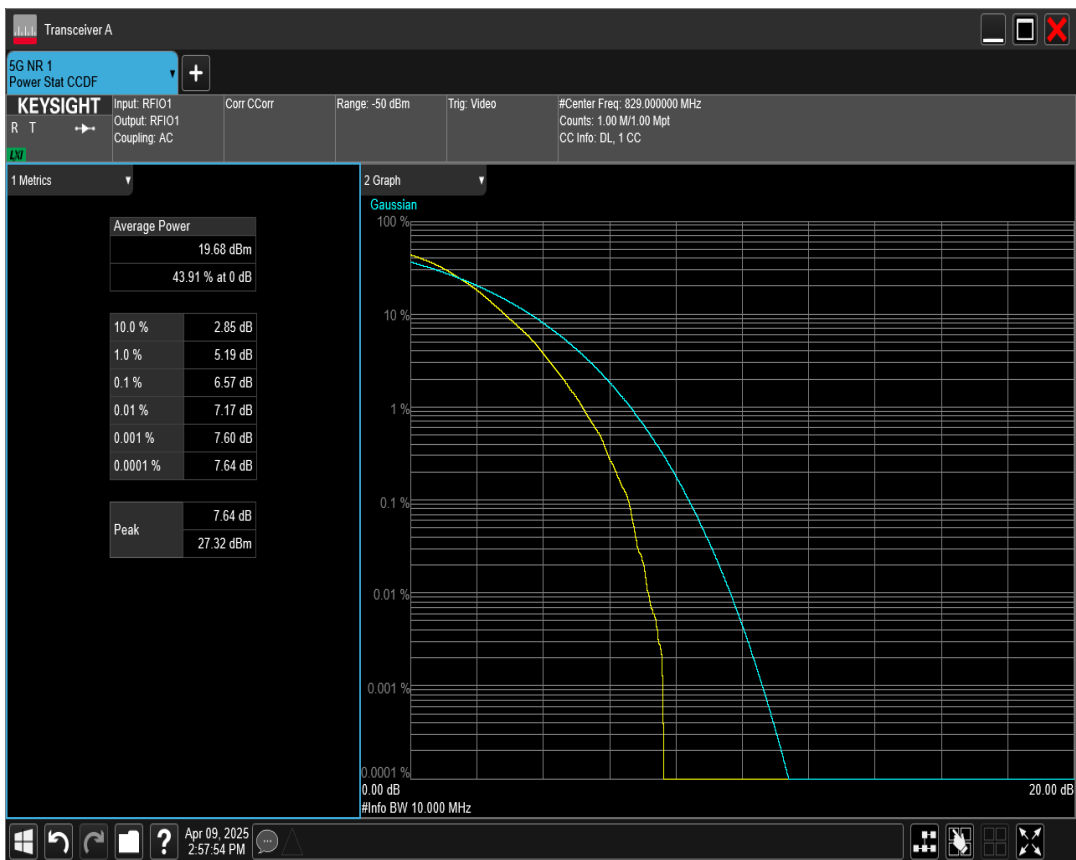 Transceiver A
5G NR 1
Power Stat CCDF
+
KEYSIGHT
R T
LXI
Input: RFIO1
Output: RFIO1
Coupling: AC
Corr CCorr
Range: -50 dBm
Trig: Video
#Center Freq: 829.000000 MHz
Counts: 1.00 M/1.00 Mpt
CC Info: DL, 1 CC
1 Metrics
Average Power
19.68 dBm
43.91 % at 0 dB
10.0 % 2.85 dB
1.0 % 5.19 dB
0.1 % 6.57 dB
0.01 % 7.17 dB
0.001 % 7.60 dB
0.0001 % 7.64 dB
Peak
7.64 dB
27.32 dBm
2 Graph
Gaussian
100 %
10 %
1 %
0.1 %
0.01 %
0.001 %
0.0001 %
0.00 dB 20.00 dB
#Info BW 10.000 MHz
?
Apr 09, 2025
2:57:54 PM